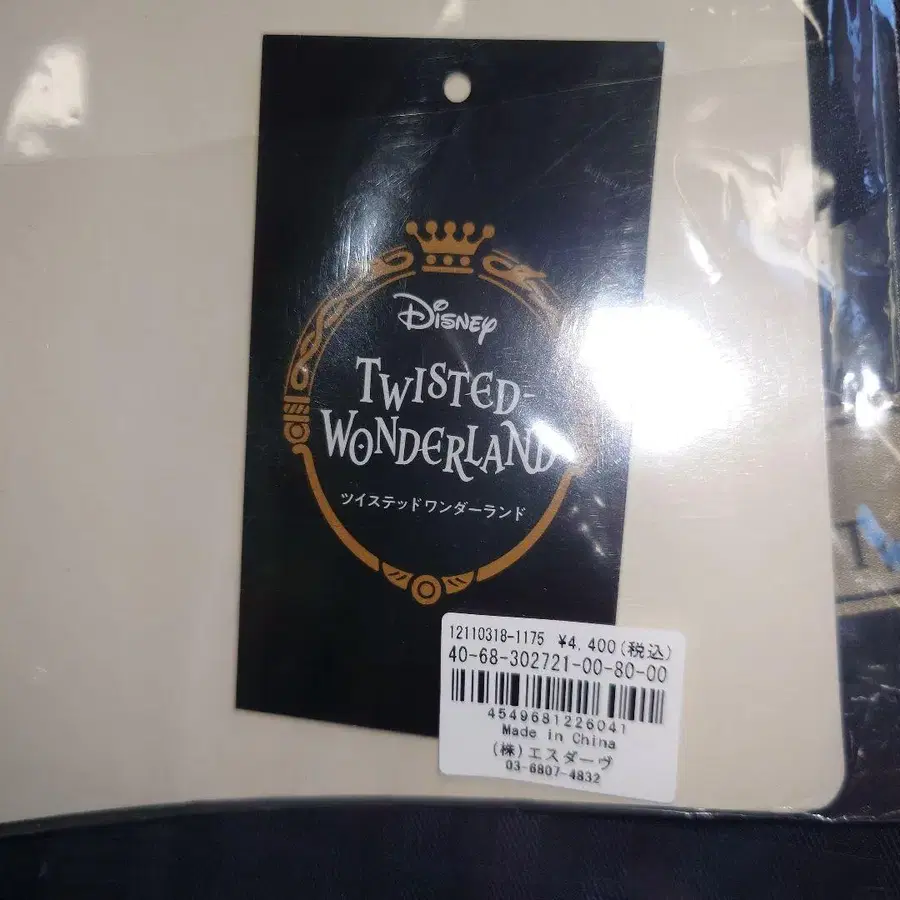 Disney
TWISTED-
WONDERLAND
ツイステッドワンダーランド
12110318-1175 ¥4,400(税込)
40-68-302721-00-80-00
4549681226041
Made in China
(株)エスダーヴ
03-6807-4832